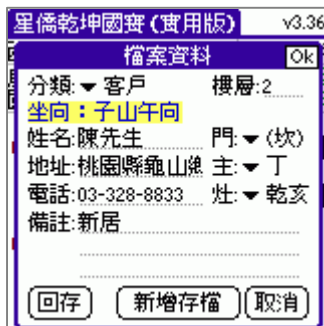 星僑乾坤國寶(實用版) v3.36
檔案資料 Ok
分類:▼客戶 樓層:2
坐向:子山午向
姓名:陳先生 門:▼(坎)
地址:桃園縣龜山鄉 主:▼丁
電話:03-328-8833 灶:▼乾亥
備註:新居
回存 新增存檔 取消